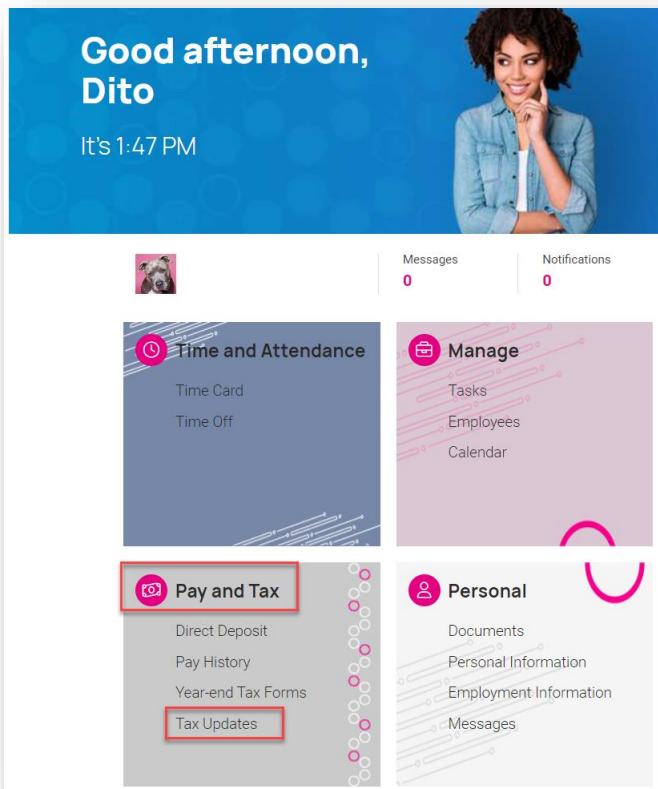 Good afternoon,
Dito
It's 1:47 PM
Messages
0
Notifications
0
Time and Attendance
Time Card
Time Off
Manage
Tasks
Employees
Calendar
Pay and Tax
Direct Deposit
Pay History
Year-end Tax Forms
Tax Updates
Personal
Documents
Personal Information
Employment Information
Messages